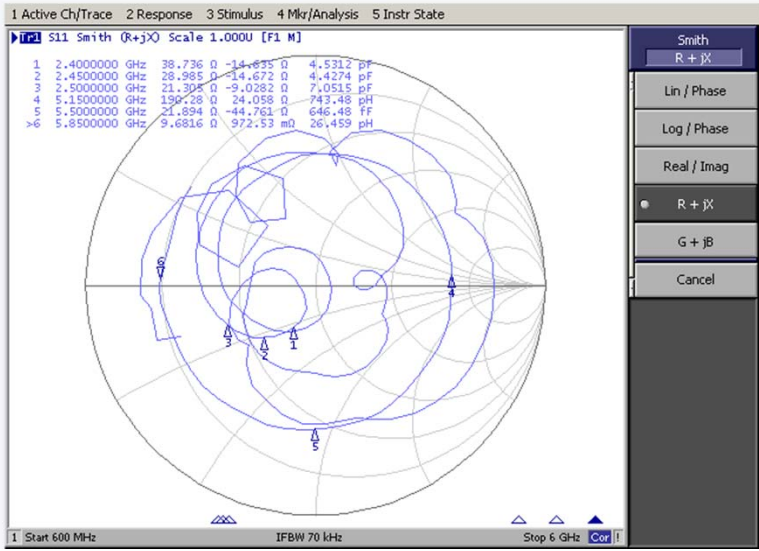 1 Active Ch/Trace 2 Response 3 Stimulus 4 Mkr/Analysis 5 Instr State
Tr1 S11 Smith (R+jX) Scale 1.000U [F1 M]
1 2.4000000 GHz 38.736 Ω -14.635 Ω 4.5312 pF
2 2.4500000 GHz 28.985 Ω -14.672 Ω 4.4274 pF
3 2.5000000 GHz 21.305 Ω -9.0282 Ω 7.0515 pF
4 5.1500000 GHz 190.28 Ω 24.058 Ω 743.48 pH
5 5.5000000 GHz 21.894 Ω -44.761 Ω 646.48 fF
>6 5.8500000 GHz 9.6816 Ω 972.53 mΩ 26.459 pH
6
4
3
2
1
5
1 Start 600 MHz IFBW 70 kHz Stop 6 GHz Cor !
Smith
R + jX
Lin / Phase
Log / Phase
Real / Imag
R + jX
G + jB
Cancel